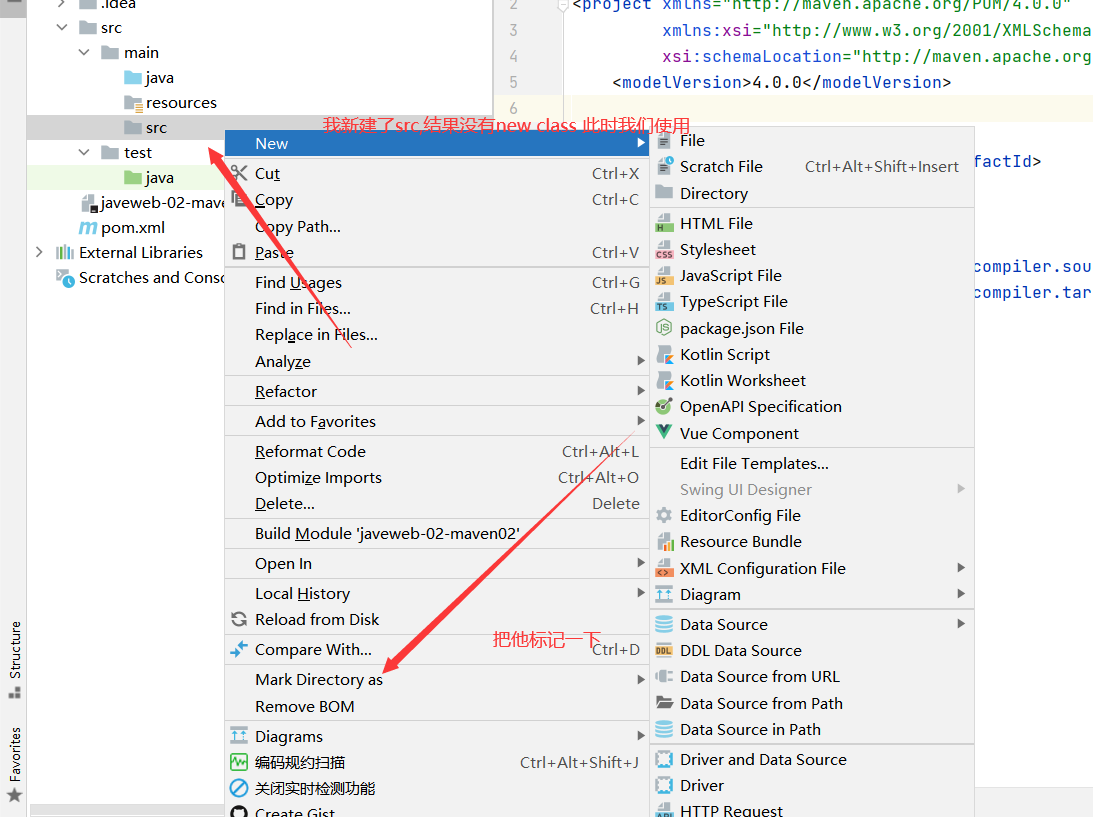 .idea
src
main
java
resources
src
test
java
javeweb-02-mave
pom.xml
External Libraries
Scratches and Conso
Structure
Favorites
2
<project xmlns="http://maven.apache.org/POM/4.0.0"
3
xmlns:xsi="http://www.w3.org/2001/XMLSchema
4
xsi:schemaLocation="http://maven.apache.org
5
<modelVersion>4.0.0</modelVersion>
6
factId>
compiler.sou
compiler.tar
我新建了src,结果没有new class 此时我们使用
New
Cut Ctrl+X
Copy Ctrl+C
Copy Path...
Paste Ctrl+V
Find Usages Ctrl+G
Find in Files... Ctrl+H
Replace in Files...
Analyze
Refactor
Add to Favorites
Reformat Code Ctrl+Alt+L
Optimize Imports Ctrl+Alt+O
Delete... Delete
Build Module 'javeweb-02-maven02'
Open In
Local History
Reload from Disk
把他标记一下
Compare With... Ctrl+D
Mark Directory as
Remove BOM
Diagrams
编码规约扫描 Ctrl+Alt+Shift+J
关闭实时检测功能
Create Gist
File
Scratch File Ctrl+Alt+Shift+Insert
Directory
HTML File
Stylesheet
JavaScript File
TypeScript File
package.json File
Kotlin Script
Kotlin Worksheet
OpenAPI Specification
Vue Component
Edit File Templates...
Swing UI Designer
EditorConfig File
Resource Bundle
XML Configuration File
Diagram
Data Source
DDL Data Source
Data Source from URL
Data Source from Path
Data Source in Path
Driver and Data Source
Driver
HTTP Request